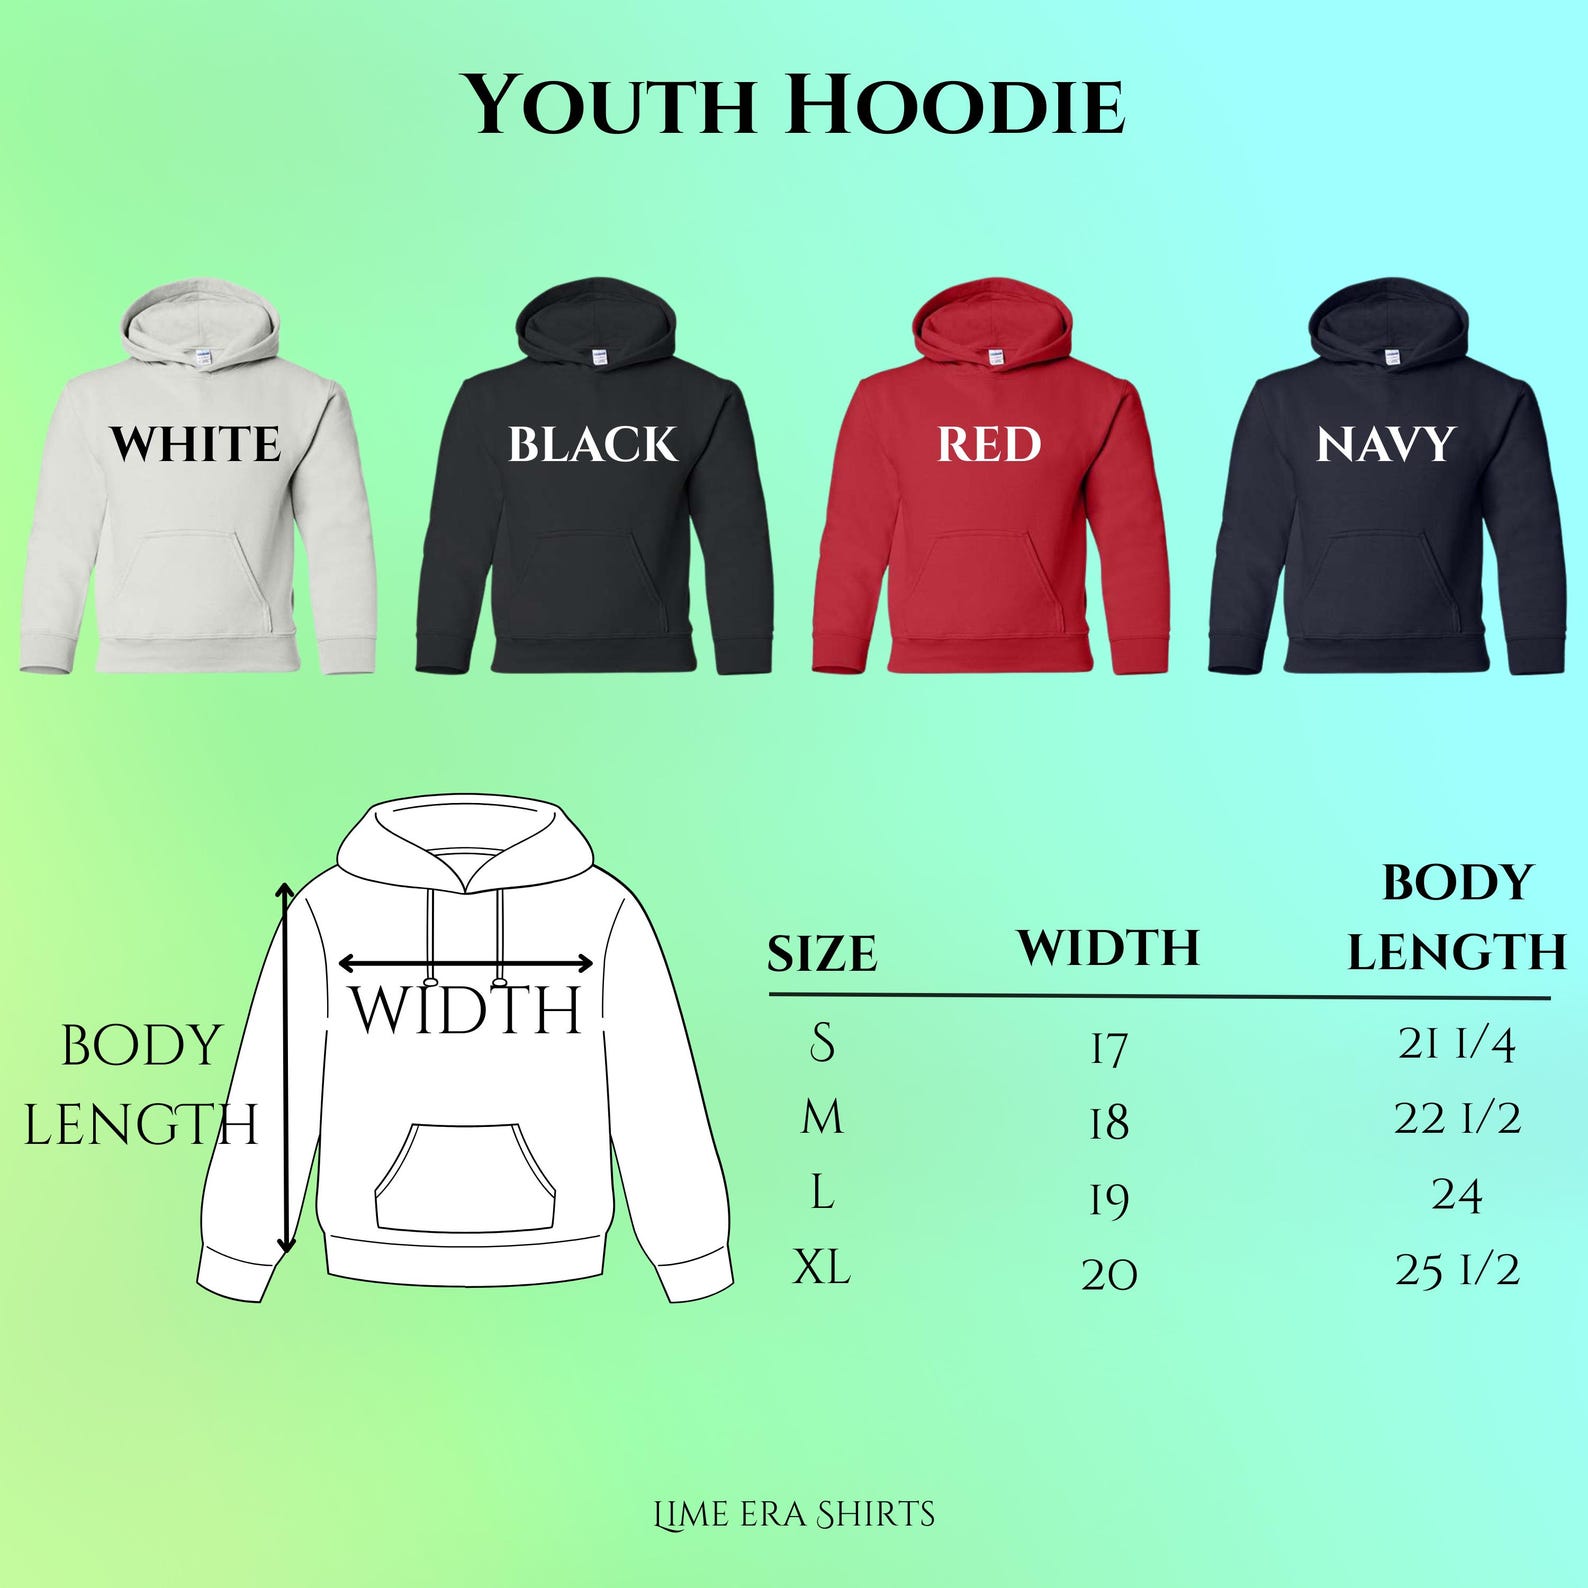 Youth Hoodie
WHITE BLACK RED NAVY
BODY
LENGTH
WIDTH
SIZE WIDTH BODY LENGTH
S 17 21 1/4
M 18 22 1/2
L 19 24
XL 20 25 1/2
Lime Era Shirts